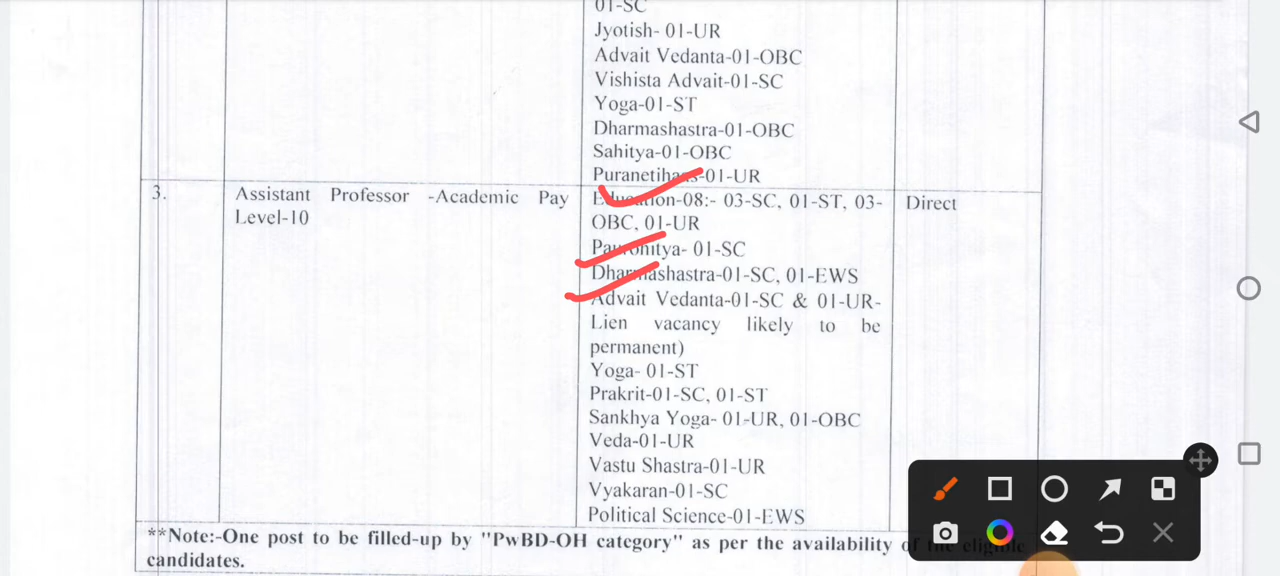 01-SC
Jyotish- 01-UR
Advait Vedanta-01-OBC
Vishista Advait-01-SC
Yoga-01-ST
Dharmashastra-01-OBC
Sahitya-01-OBC
Puranetihas-01-UR
3.
Assistant Professor -Academic Pay
Level-10
Education-08:- 03-SC, 01-ST, 03-
OBC, 01-UR
Paurohitya- 01-SC
Dharmashastra-01-SC, 01-EWS
Advait Vedanta-01-SC & 01-UR-
Lien vacancy likely to be
permanent)
Yoga- 01-ST
Prakrit-01-SC, 01-ST
Sankhya Yoga- 01-UR, 01-OBC
Veda-01-UR
Vastu Shastra-01-UR
Vyakaran-01-SC
Political Science-01-EWS
Direct
**Note:-One post to be filled-up by "PwBD-OH category" as per the availability of the eligible
candidates.